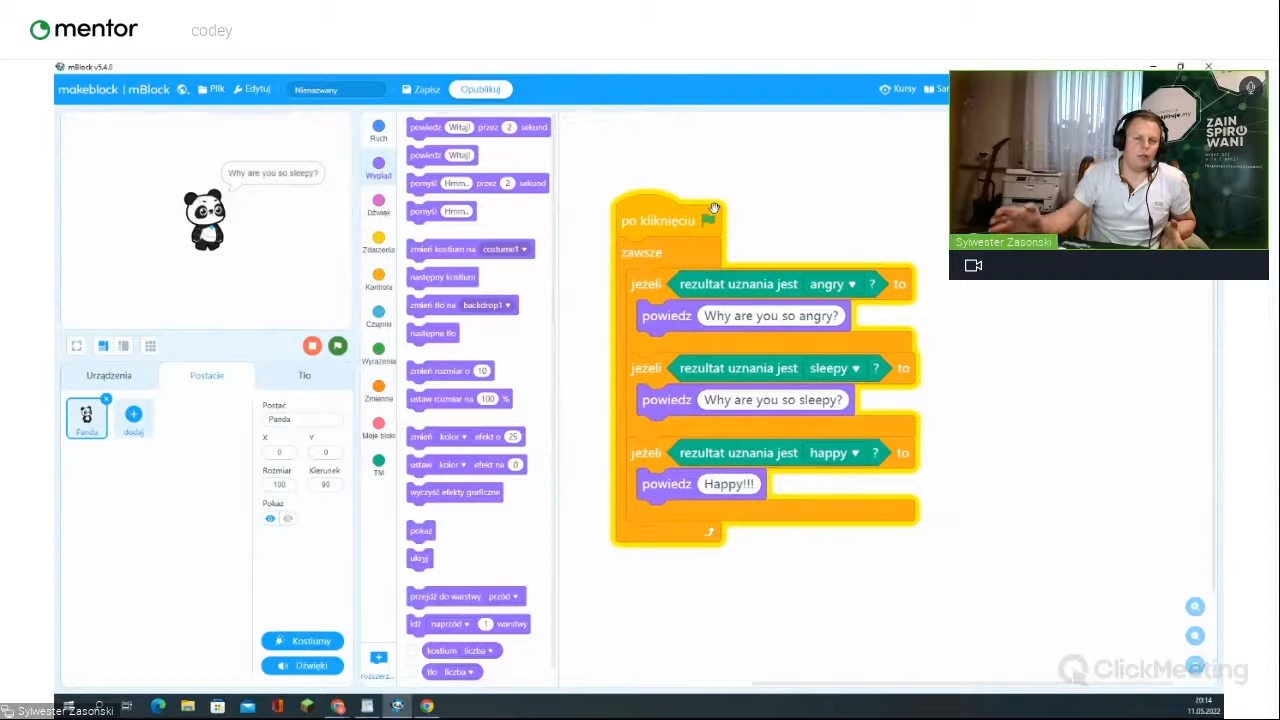 mentor
codey
mBlock v5.4.0
makeblock | mBlock
Plik
Edytuj
Nienazwany
Zapisz
Opublikuj
Kursy
Why are you so sleepy?
Ruch
Wygląd
Dźwięk
Zdarzenia
Kontrola
Czujniki
Wyrażenia
Zmienne
Moje bloki
TM
powiedz Witaj! przez 2 sekund
powiedz Witaj!
pomyśl Hmm.. przez 2 sekund
pomyśl Hmm..
zmień kostium na costume1
następny kostium
zmień tło na backdrop1
następne tło
zmień rozmiar o 10
ustaw rozmiar na 100 %
zmień kolor efekt o 25
ustaw kolor efekt na 0
wyczyść efekty graficzne
pokaż
ukryj
przejdź do warstwy przód
idź naprzód 1 warstwy
kostium liczba
tło liczba
po kliknięciu
zawsze
jeżeli rezultat uznania jest angry ? to
powiedz Why are you so angry?
jeżeli rezultat uznania jest sleepy ? to
powiedz Why are you so sleepy?
jeżeli rezultat uznania jest happy ? to
powiedz Happy!!!
Urządzenia
Postacie
Tło
Panda
dodaj
Postać
Panda
X
Y
0
0
Rozmiar
Kierunek
100
90
Pokaż
Kostiumy
Dźwięki
ZAIN
SPIRO
WANI
Sylwester Zasonski
ClickMeeting
Sylwester Zasonski
20:14
11.05.2022